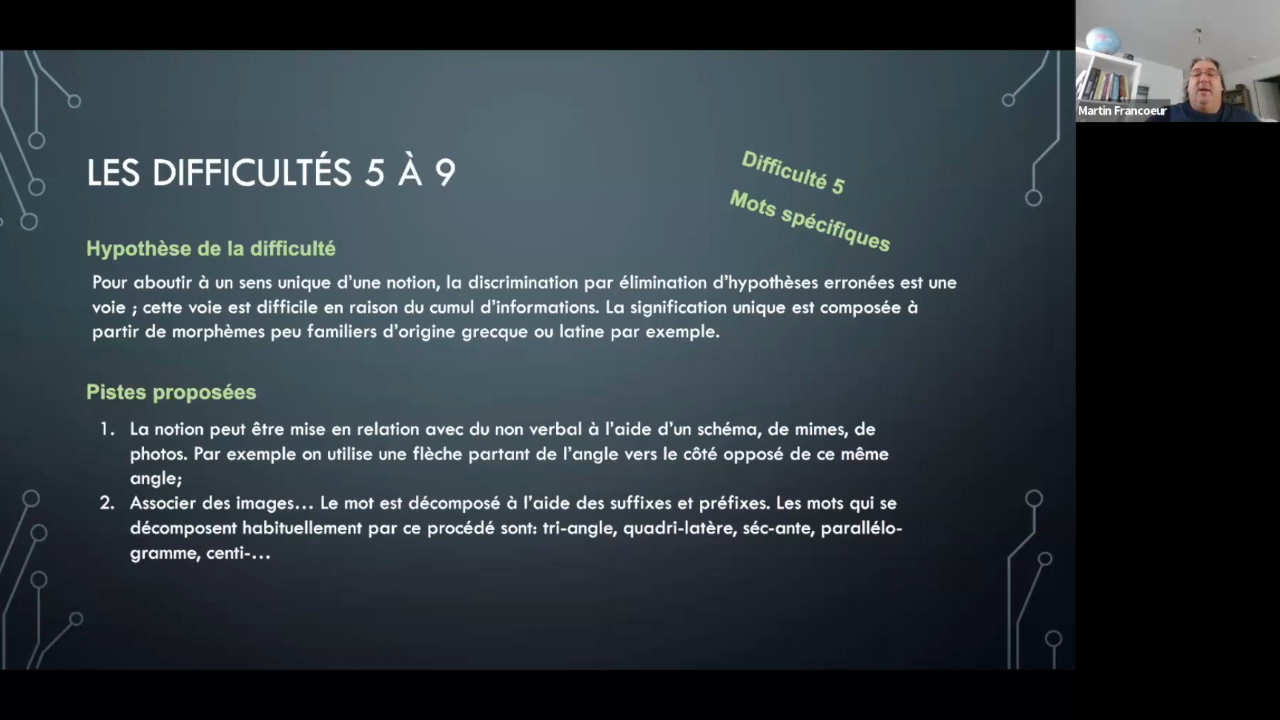 LES DIFFICULTÉS 5 À 9
Difficulté 5
Mots spécifiques
Hypothèse de la difficulté
Pour aboutir à un sens unique d'une notion, la discrimination par élimination d'hypothèses erronées est une
voie ; cette voie est difficile en raison du cumul d'informations. La signification unique est composée à
partir de morphèmes peu familiers d'origine grecque ou latine par exemple.
Pistes proposées
1. La notion peut être mise en relation avec du non verbal à l'aide d'un schéma, de mimes, de
photos. Par exemple on utilise une flèche partant de l'angle vers le côté opposé de ce même
angle;
2. Associer des images… Le mot est décomposé à l'aide des suffixes et préfixes. Les mots qui se
décomposent habituellement par ce procédé sont: tri-angle, quadri-latère, séc-ante, parallélo-
gramme, centi-…
Martin Francoeur